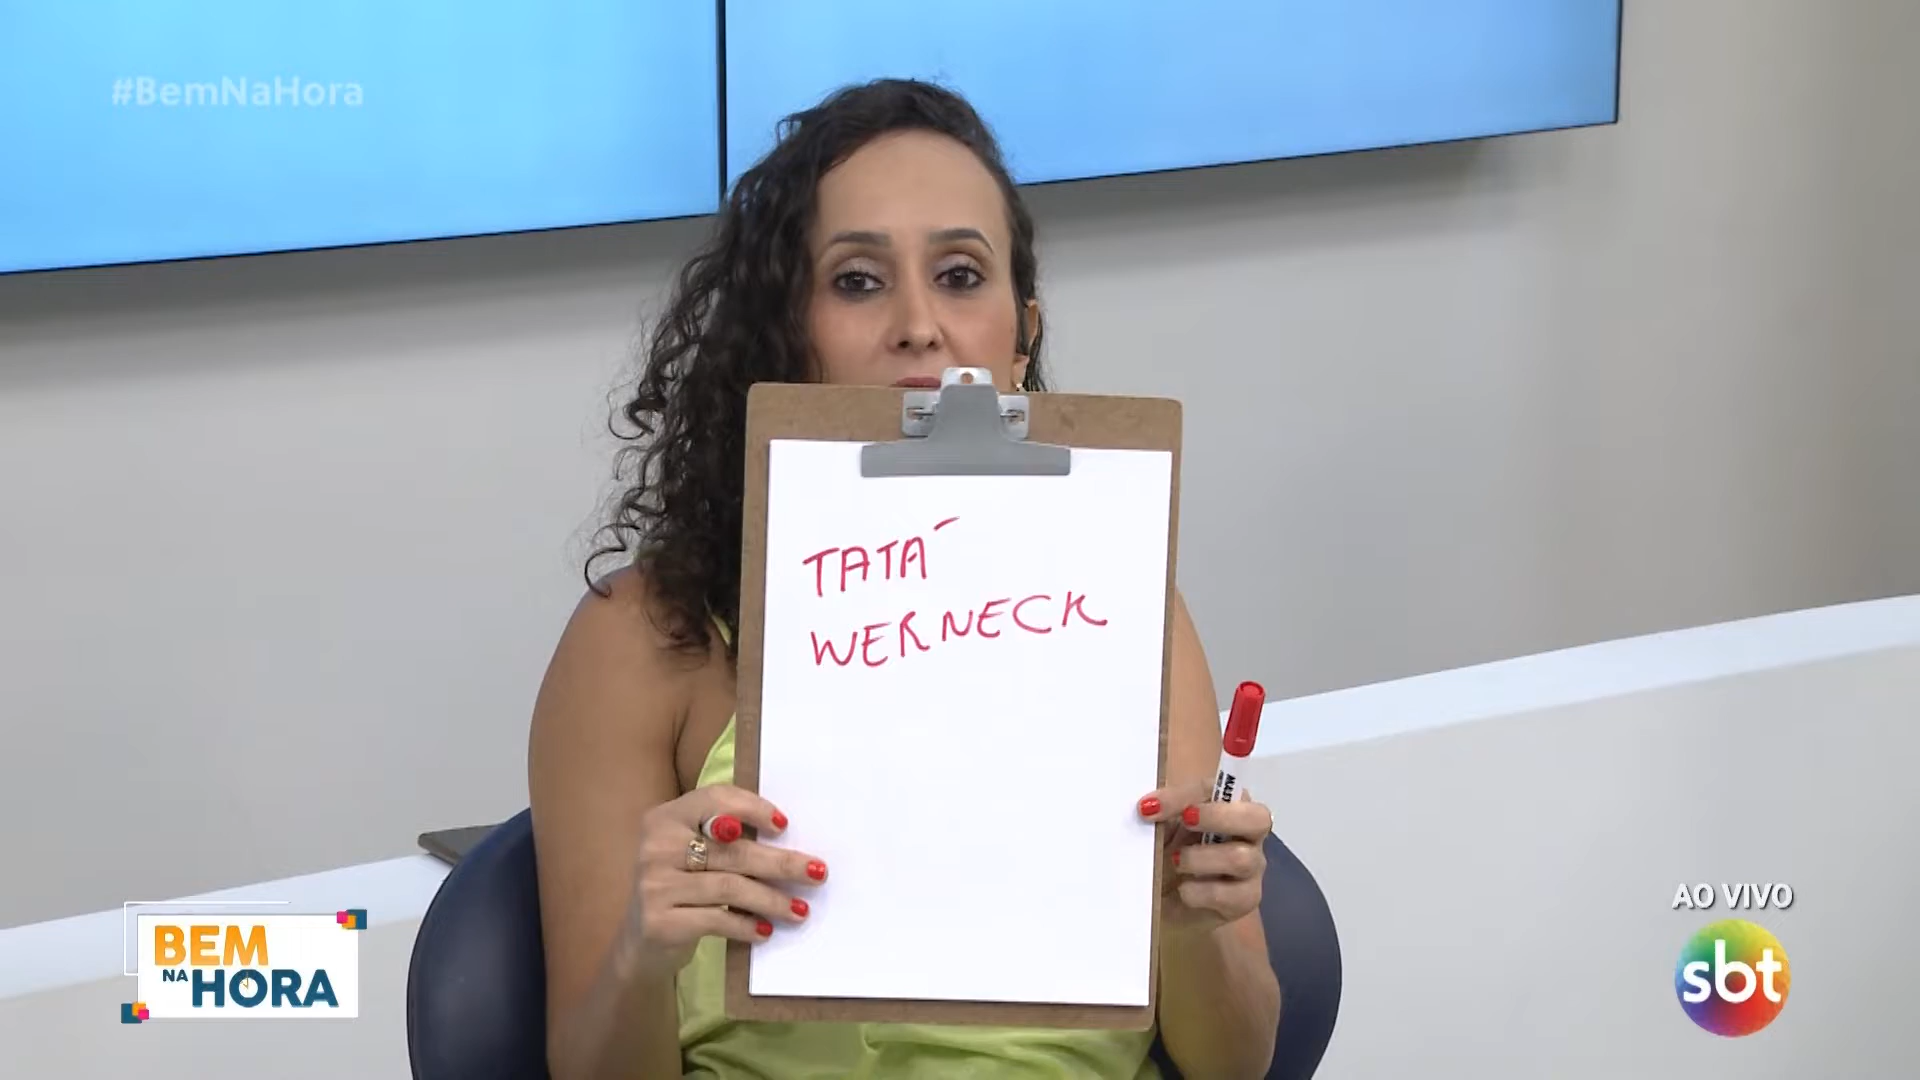 #BemNaHora
TATÁ
WERNECK
BEM
NA HORA
AO VIVO
sbt